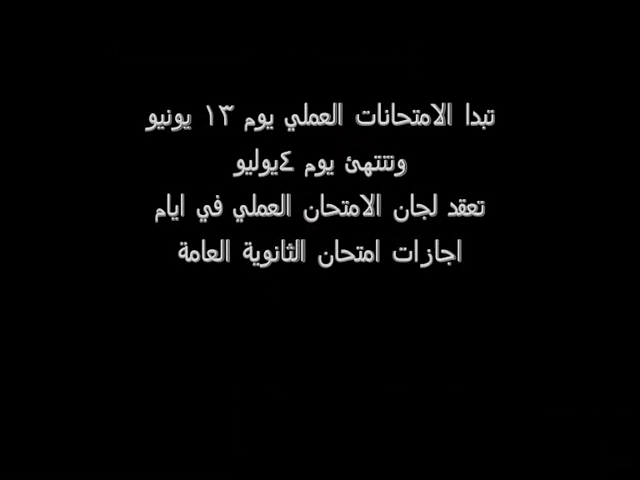 تبدا الامتحانات العملي يوم ١٣ يونيو
وتنتهئ يوم ٤يوليو
تعقد لجان الامتحان العملي في ايام
اجازات امتحان الثانوية العامة